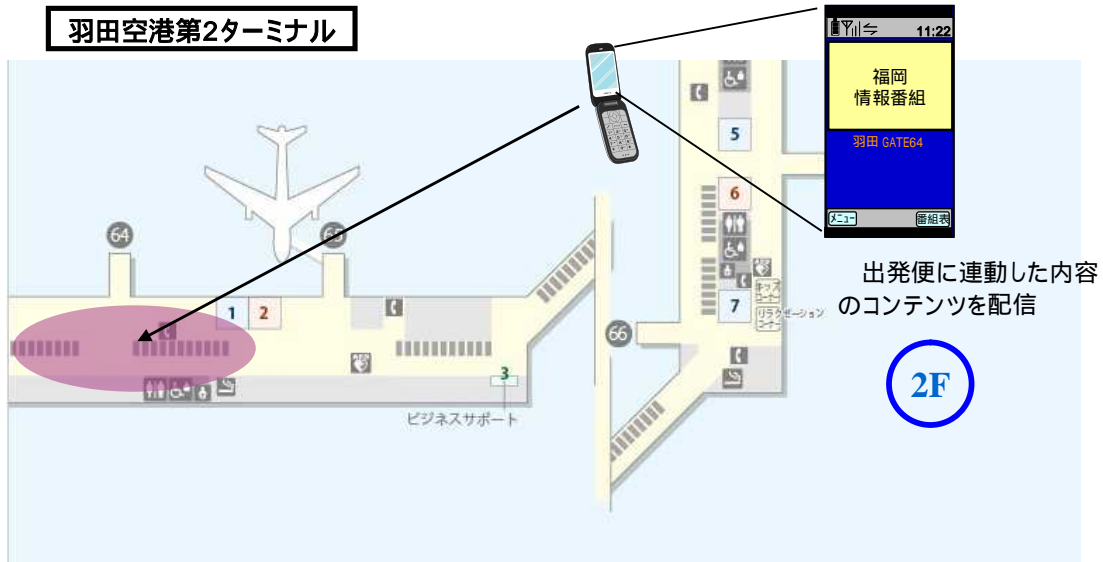 羽田空港第2ターミナル
11:22
福岡
情報番組
羽田 GATE64
メニュー
番組表
出発便に連動した内容
のコンテンツを配信
2F
5
6
7
キッズ
コーナー
リラクゼーション
コーナー
64
65
66
1
2
AED
AED
3
ビジネスサポート